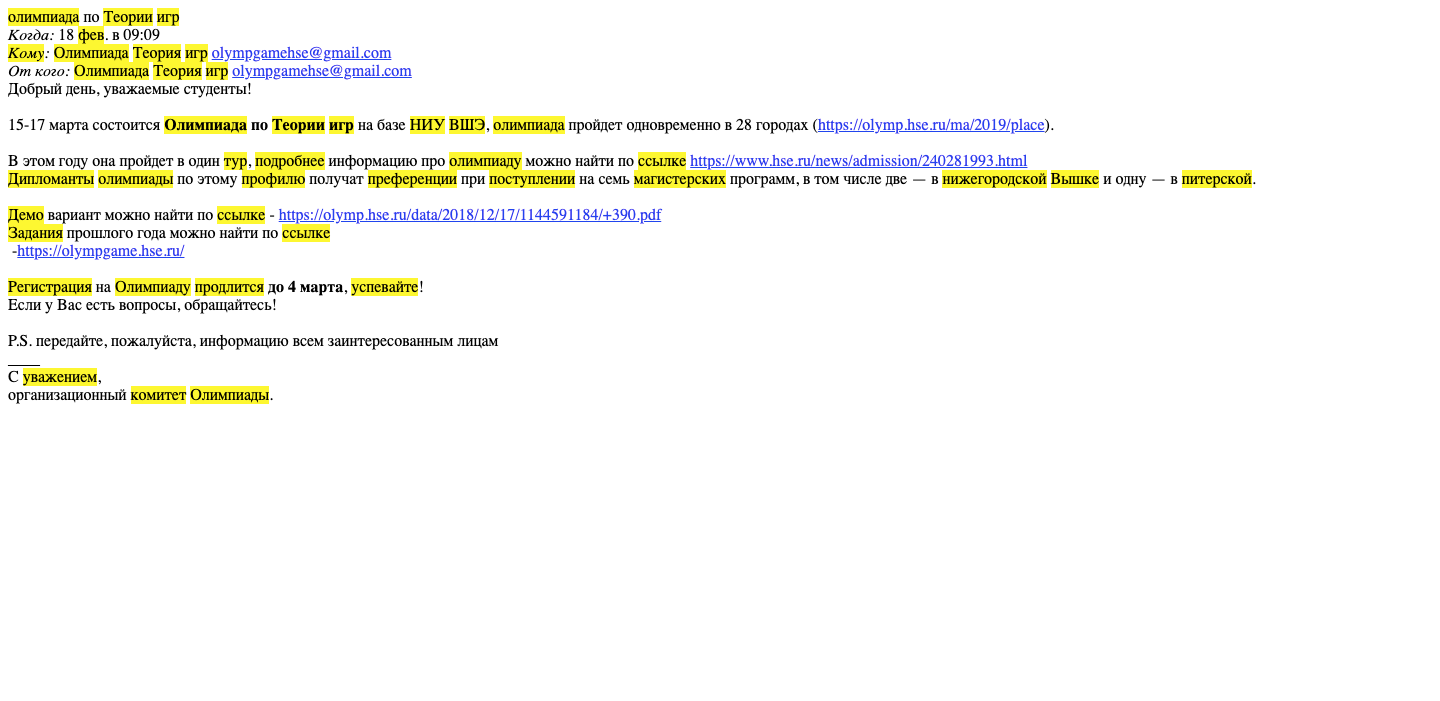 олимпиада по Теории игр
Когда: 18 фев. в 09:09
Кому: Олимпиада Теория игр olympgamehse@gmail.com
От кого: Олимпиада Теория игр olympgamehse@gmail.com
Добрый день, уважаемые студенты!
15-17 марта состоится Олимпиада по Теории игр на базе НИУ ВШЭ, олимпиада пройдет одновременно в 28 городах (https://olymp.hse.ru/ma/2019/place).
В этом году она пройдет в один тур, подробнее информацию про олимпиаду можно найти по ссылке https://www.hse.ru/news/admission/240281993.html
Дипломанты олимпиады по этому профилю получат преференции при поступлении на семь магистерских программ, в том числе две — в нижегородской Вышке и одну — в питерской.
Демо вариант можно найти по ссылке - https://olymp.hse.ru/data/2018/12/17/1144591184/+390.pdf
Задания прошлого года можно найти по ссылке
-https://olympgame.hse.ru/
Регистрация на Олимпиаду продлится до 4 марта, успевайте!
Если у Вас есть вопросы, обращайтесь!
P.S. передайте, пожалуйста, информацию всем заинтересованным лицам
____
С уважением,
организационный комитет Олимпиады.